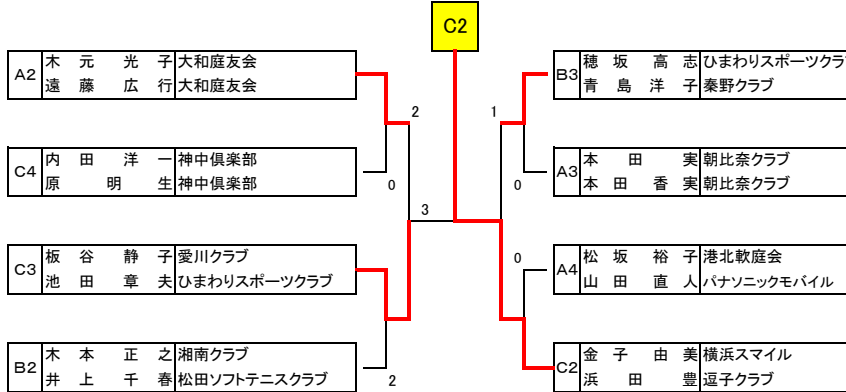 C2
A2 木元光子 大和庭友会
遠藤広行 大和庭友会
B3 穂坂高志 ひまわりスポーツクラブ
青島洋子 秦野クラブ
2
1
C4 内田洋一 神中倶楽部
原明生 神中倶楽部
0
A3 本田実 朝比奈クラブ
本田香実 朝比奈クラブ
0
3
C3 板谷静子 愛川クラブ
池田章夫 ひまわりスポーツクラブ
0
A4 松坂裕子 港北軟庭会
山田直人 パナソニックモバイル
B2 木本正之 湘南クラブ
井上千春 松田ソフトテニスクラブ
2
C2 金子由美 横浜スマイル
浜田豊 逗子クラブ